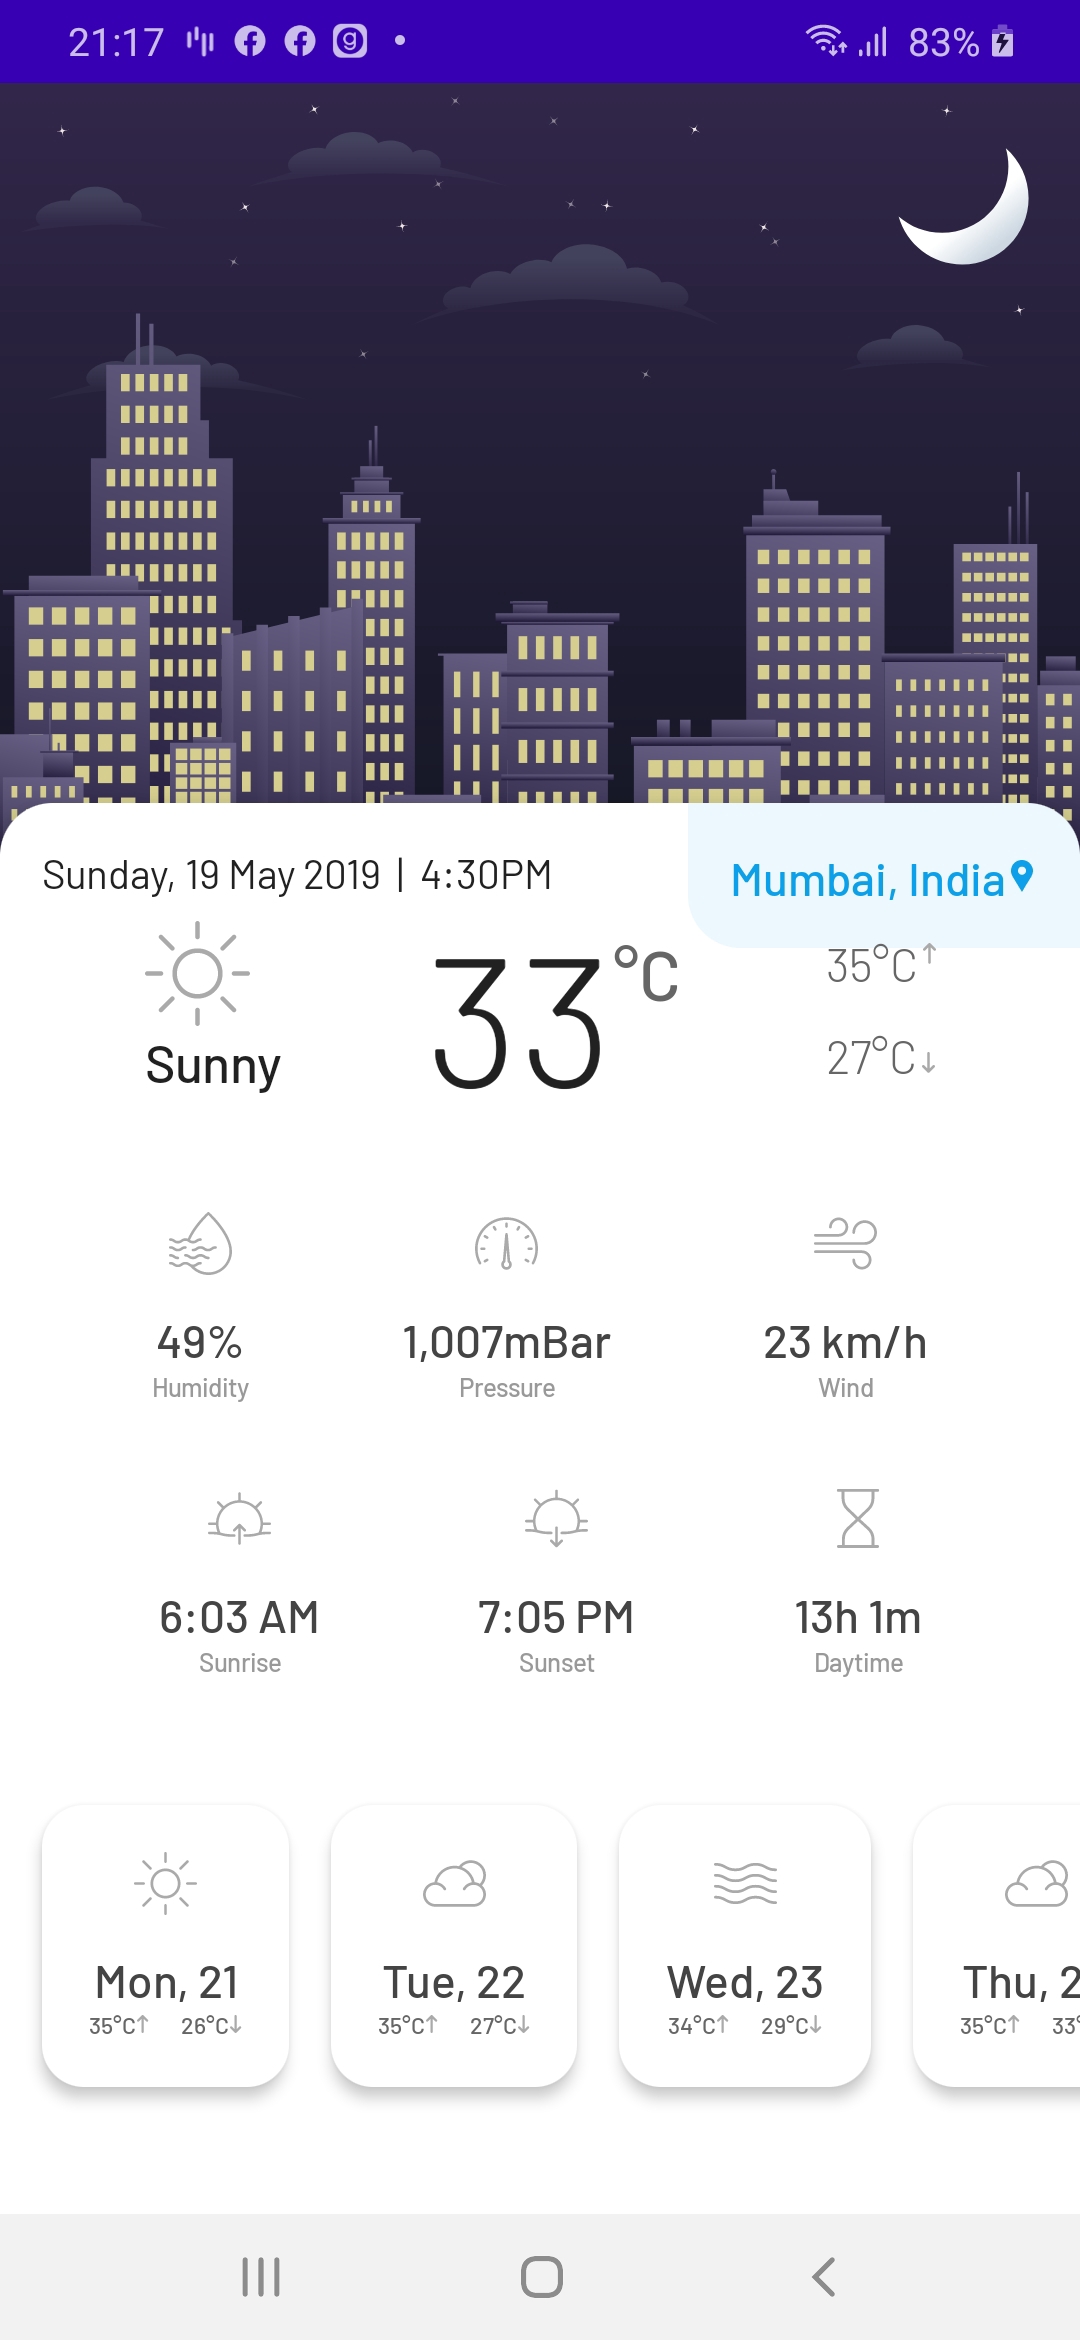 21:17 83%
Sunday, 19 May 2019 | 4:30PM
Mumbai, India
33°C
35°C
27°C
Sunny
49% 1,007mBar 23 km/h
Humidity Pressure Wind
6:03 AM 7:05 PM 13h 1m
Sunrise Sunset Daytime
Mon, 21 Tue, 22 Wed, 23 Thu, 2
35°C 26°C 35°C 27°C 34°C 29°C 35°C 33°